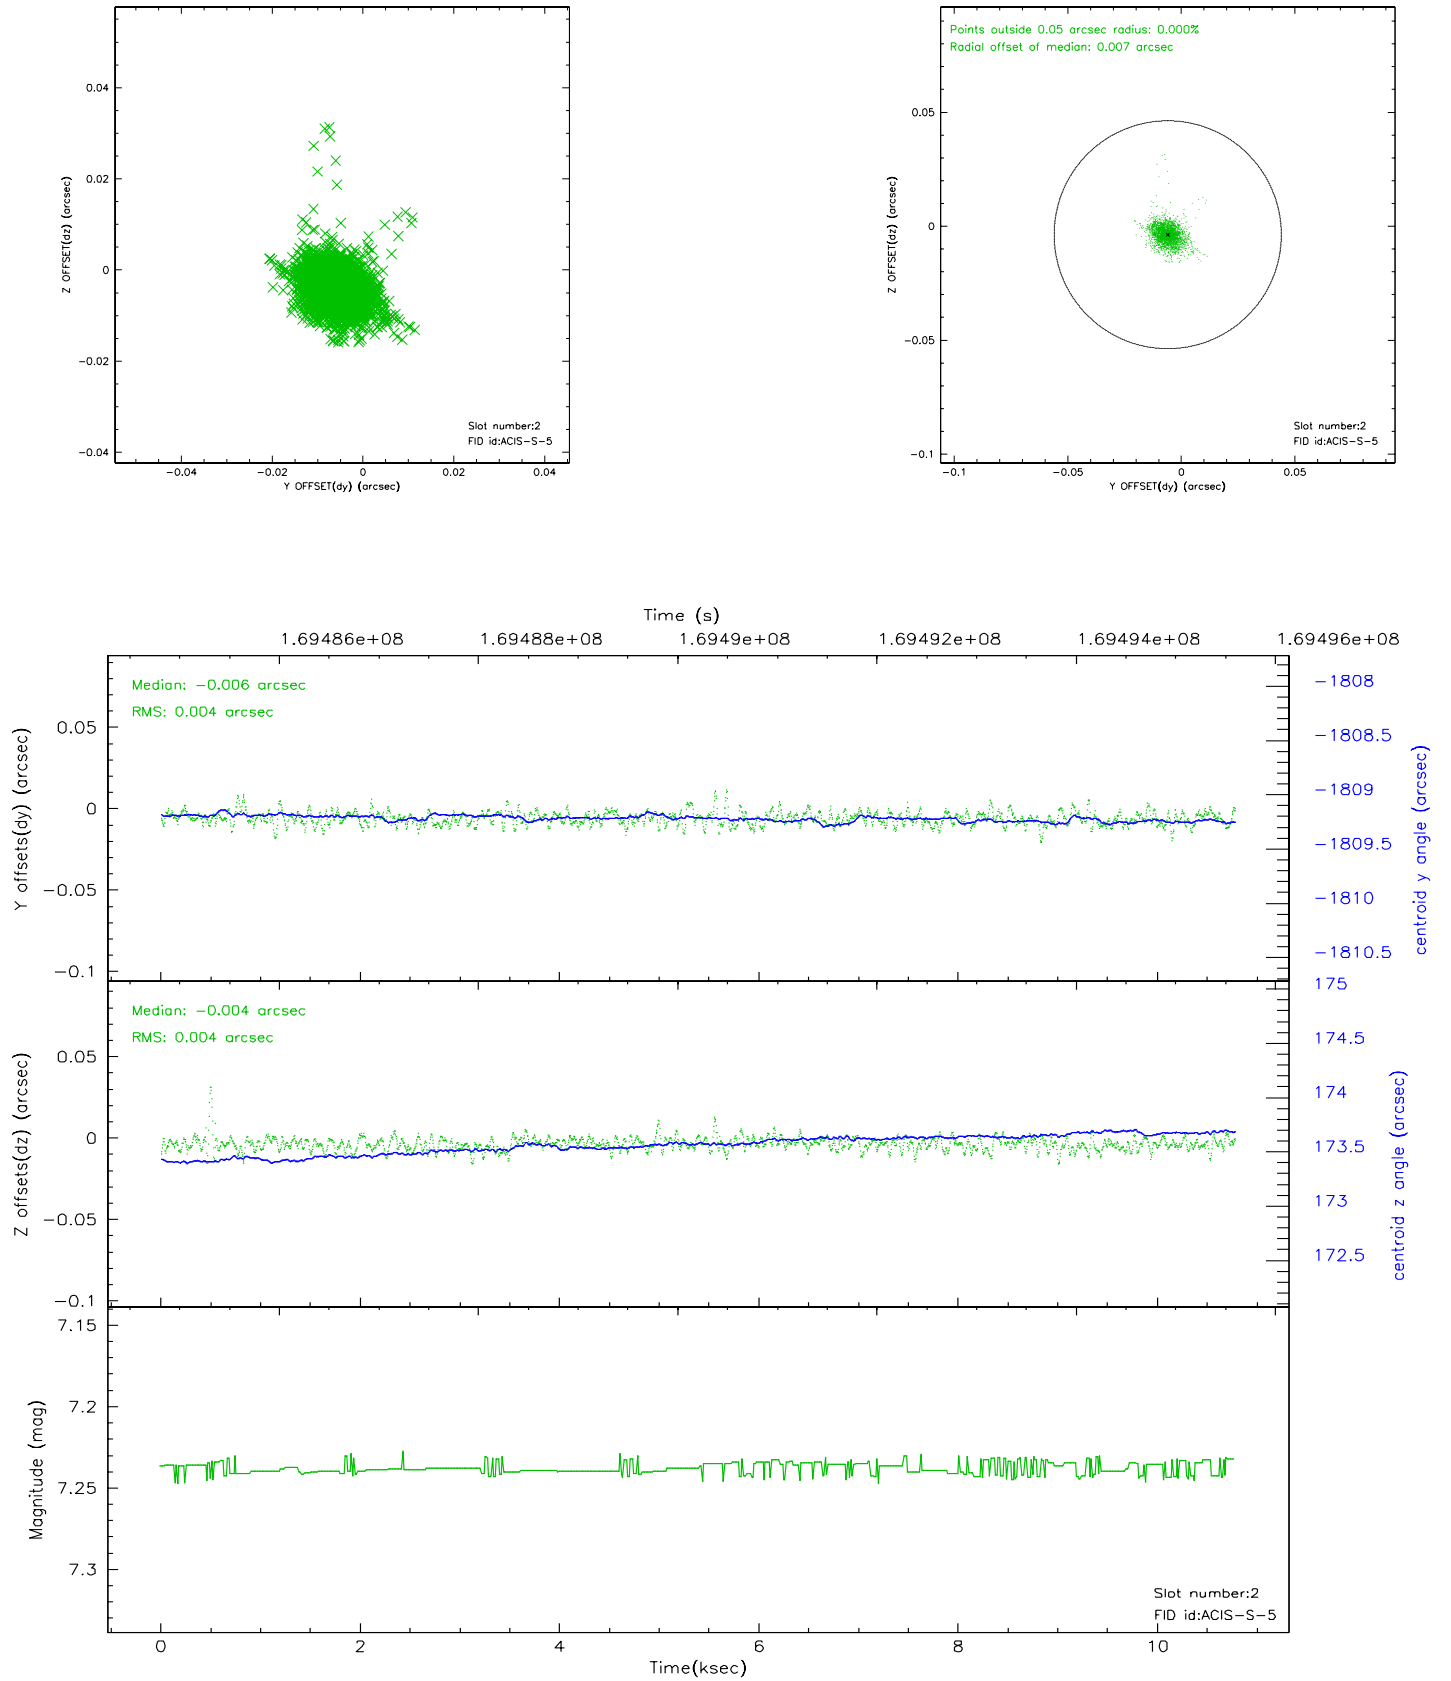 0.04
0.02
0
-0.02
-0.04
Z OFFSET(dz) (arcsec)
Slot number:2
FID id:ACIS-S-5
-0.04 -0.02 0 0.02 0.04
Y OFFSET(dy) (arcsec)
Points outside 0.05 arcsec radius: 0.000%
Radial offset of median: 0.007 arcsec
0.05
0
-0.05
-0.1
Z OFFSET(dz) (arcsec)
Slot number:2
FID id:ACIS-S-5
-0.1 -0.05 0 0.05
Y OFFSET(dy) (arcsec)
Time (s)
1.69486e+08 1.69488e+08 1.6949e+08 1.69492e+08 1.69494e+08 1.69496e+08
Median: -0.006 arcsec
RMS: 0.004 arcsec
0.05
0
-0.05
-0.1
Y offsets(dy) (arcsec)
-1808
-1808.5
-1809
-1809.5
-1810
-1810.5
centroid y angle (arcsec)
Median: -0.004 arcsec
RMS: 0.004 arcsec
0.05
0
-0.05
-0.1
Z offsets(dz) (arcsec)
175
174.5
174
173.5
173
172.5
centroid z angle (arcsec)
7.15
7.2
7.25
7.3
Magnitude (mag)
Slot number:2
FID id:ACIS-S-5
0 2 4 6 8 10
Time(ksec)